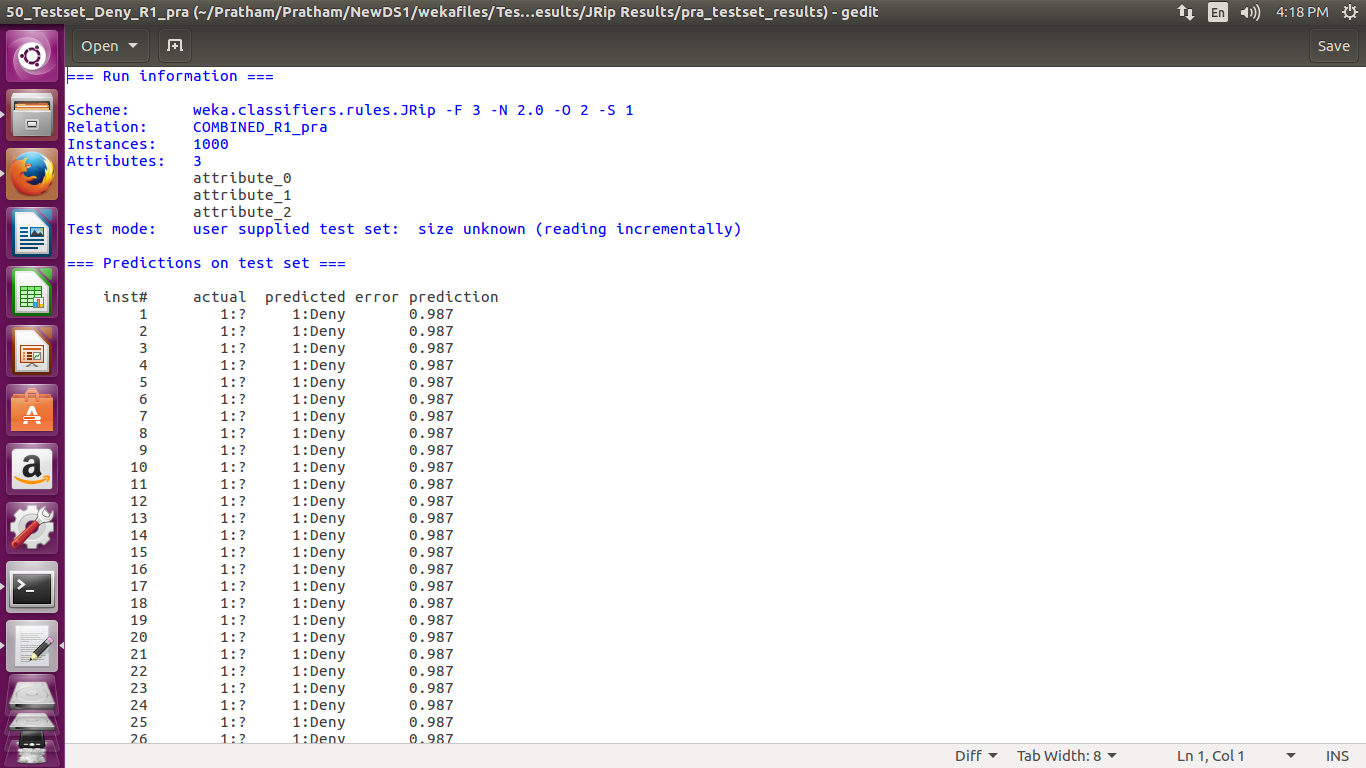 50_Testset_Deny_R1_pra (~/Pratham/Pratham/NewDS1/wekafiles/Tes...esults/JRip Results/pra_testset_results) - gedit
En
4:18 PM
Open
Save
=== Run information ===
Scheme: weka.classifiers.rules.JRip -F 3 -N 2.0 -O 2 -S 1
Relation: COMBINED_R1_pra
Instances: 1000
Attributes: 3
attribute_0
attribute_1
attribute_2
Test mode: user supplied test set: size unknown (reading incrementally)
=== Predictions on test set ===
inst# actual predicted error prediction
1 1:? 1:Deny 0.987
2 1:? 1:Deny 0.987
3 1:? 1:Deny 0.987
4 1:? 1:Deny 0.987
5 1:? 1:Deny 0.987
6 1:? 1:Deny 0.987
7 1:? 1:Deny 0.987
8 1:? 1:Deny 0.987
9 1:? 1:Deny 0.987
10 1:? 1:Deny 0.987
11 1:? 1:Deny 0.987
12 1:? 1:Deny 0.987
13 1:? 1:Deny 0.987
14 1:? 1:Deny 0.987
15 1:? 1:Deny 0.987
16 1:? 1:Deny 0.987
17 1:? 1:Deny 0.987
18 1:? 1:Deny 0.987
19 1:? 1:Deny 0.987
20 1:? 1:Deny 0.987
21 1:? 1:Deny 0.987
22 1:? 1:Deny 0.987
23 1:? 1:Deny 0.987
24 1:? 1:Deny 0.987
25 1:? 1:Deny 0.987
26 1:? 1:Deny 0.987
Diff
Tab Width: 8
Ln 1, Col 1
INS